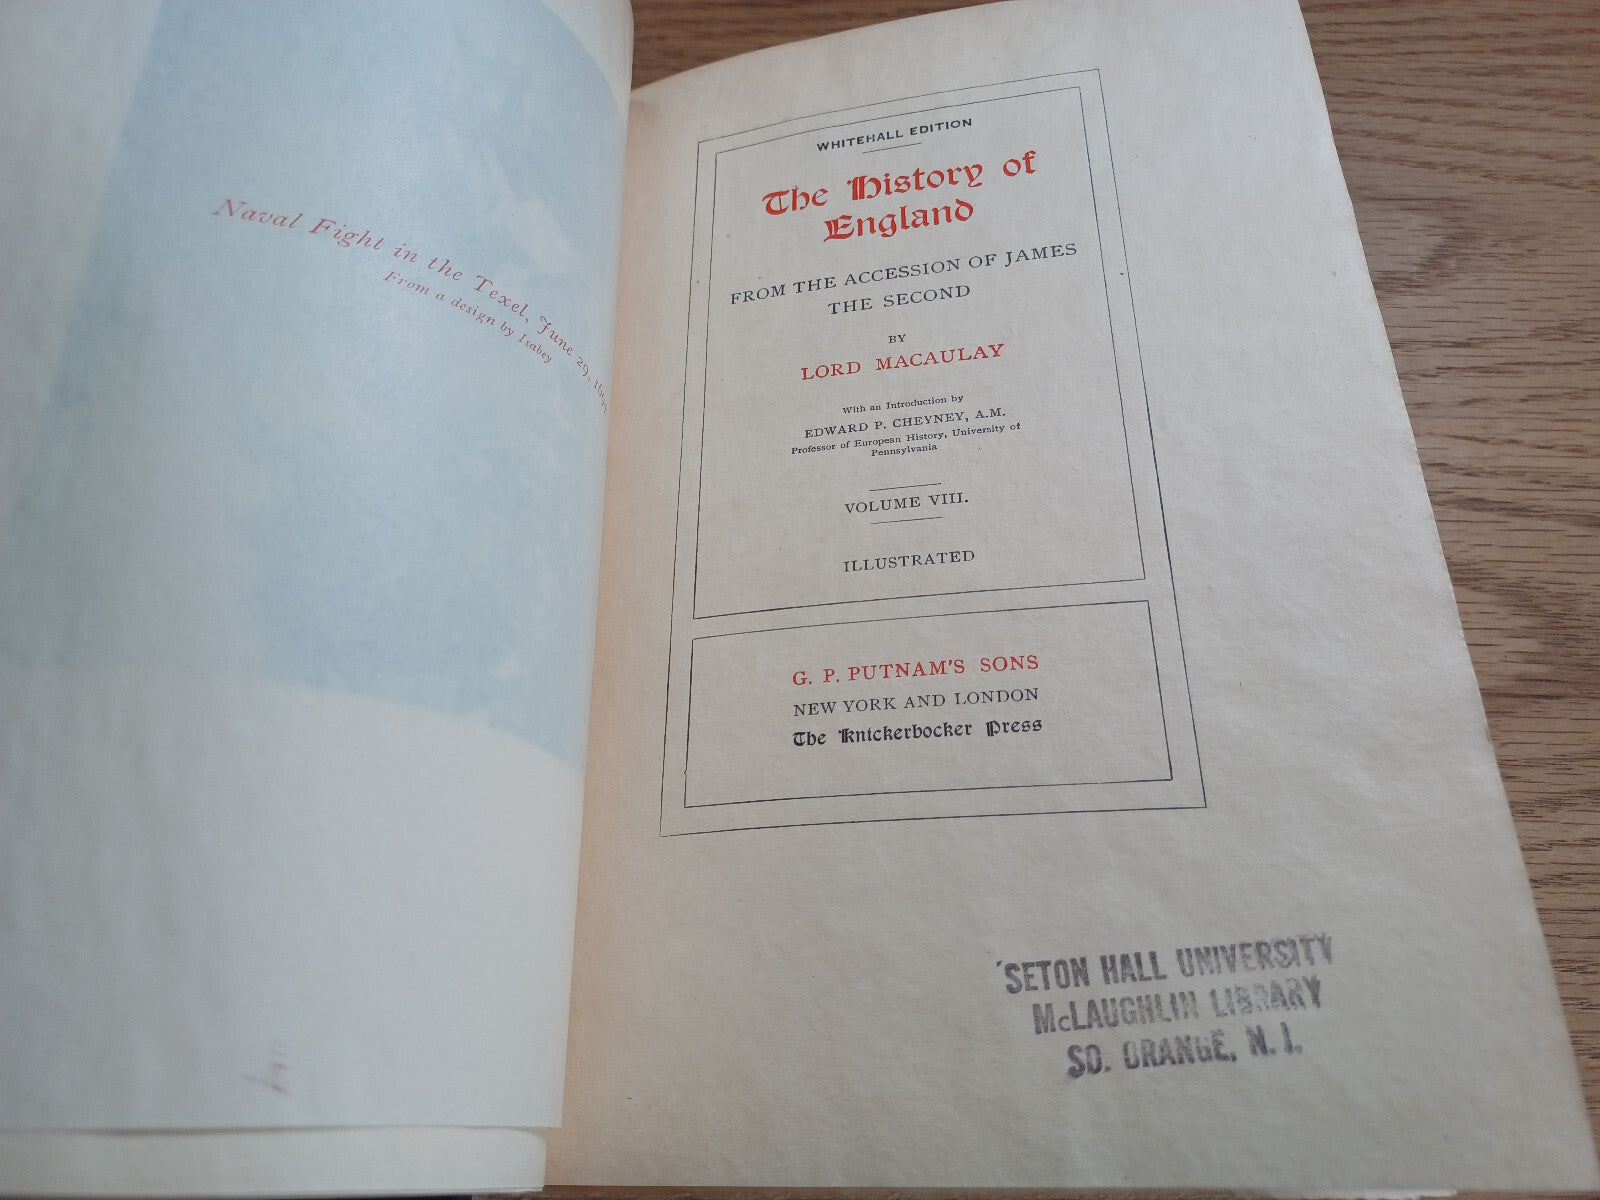 Naval Fight in the Texel, June 29,
From a design by Isabey
WHITEHALL EDITION
The History of
England
FROM THE ACCESSION OF JAMES
THE SECOND
BY
LORD MACAULAY
With an Introduction by
EDWARD P. CHEYNEY, A.M.
Professor of European History, University of
Pennsylvania
VOLUME VIII.
ILLUSTRATED
G. P. PUTNAM'S SONS
NEW YORK AND LONDON
The Knickerbocker Press
SETON HALL UNIVERSITY
McLAUGHLIN LIBRARY
SO. ORANGE, N. J.